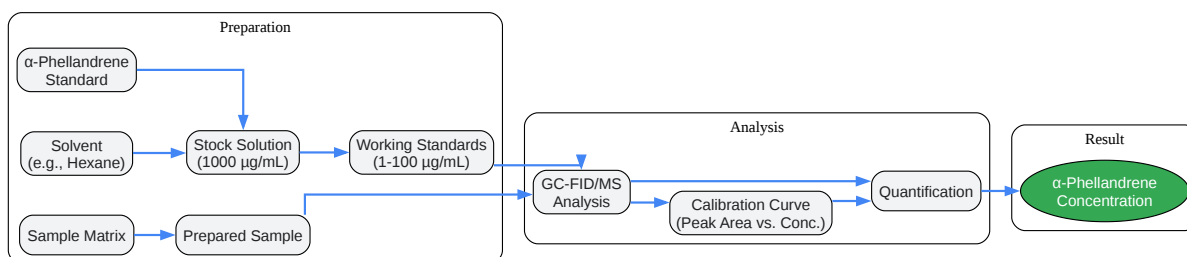 Preparation
α-Phellandrene
Standard
Solvent
(e.g., Hexane)
Stock Solution
(1000 µg/mL)
Working Standards
(1-100 µg/mL)
Sample Matrix
Prepared Sample
Analysis
GC-FID/MS
Analysis
Calibration Curve
(Peak Area vs. Conc.)
Quantification
Result
α-Phellandrene
Concentration